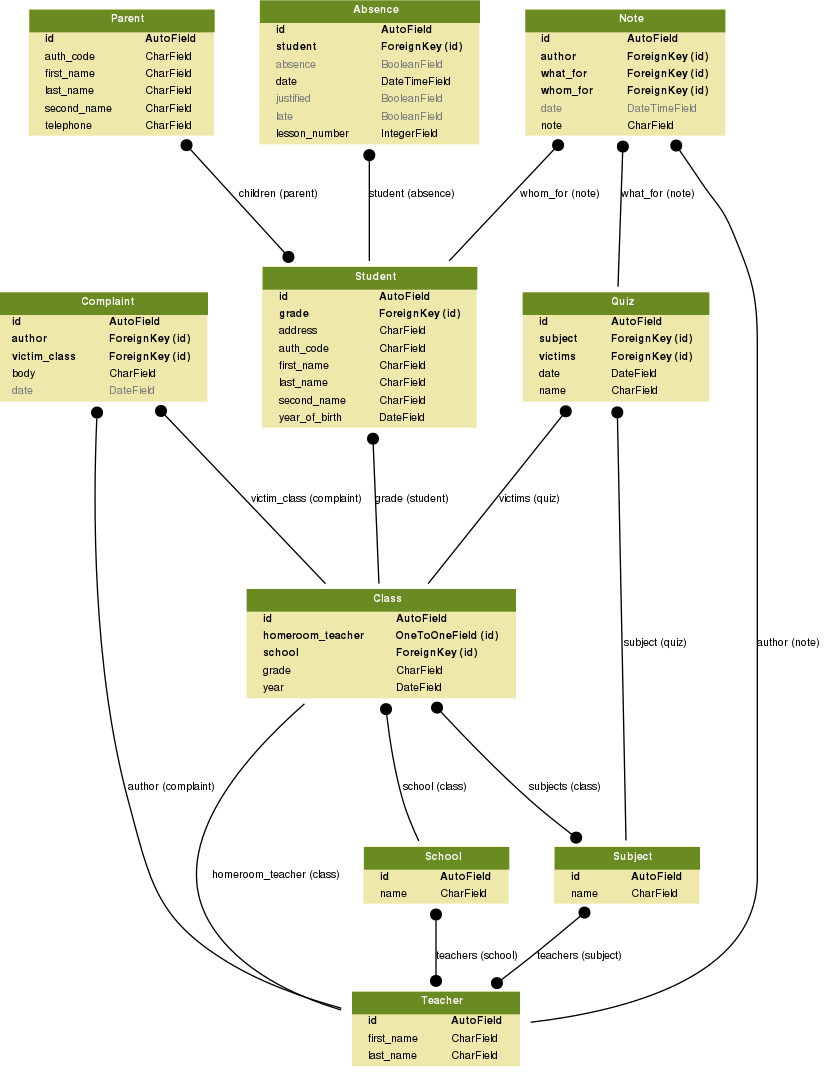 Parent
id AutoField
auth_code CharField
first_name CharField
last_name CharField
second_name CharField
telephone CharField
Absence
id AutoField
student ForeignKey (id)
absence BooleanField
date DateTimeField
justified BooleanField
late BooleanField
lesson_number IntegerField
Note
id AutoField
author ForeignKey (id)
what_for ForeignKey (id)
whom_for ForeignKey (id)
date DateTimeField
note CharField
children (parent)
student (absence)
whom_for (note)
what_for (note)
Complaint
id AutoField
author ForeignKey (id)
victim_class ForeignKey (id)
body CharField
date DateField
Student
id AutoField
grade ForeignKey (id)
address CharField
auth_code CharField
first_name CharField
last_name CharField
second_name CharField
year_of_birth DateField
Quiz
id AutoField
subject ForeignKey (id)
victims ForeignKey (id)
date DateField
name CharField
victim_class (complaint)
grade (student)
victims (quiz)
Class
id AutoField
homeroom_teacher OneToOneField (id)
school ForeignKey (id)
grade CharField
year DateField
subject (quiz)
author (note)
author (complaint)
school (class)
subjects (class)
homeroom_teacher (class)
School
id AutoField
name CharField
Subject
id AutoField
name CharField
teachers (school)
teachers (subject)
Teacher
id AutoField
first_name CharField
last_name CharField